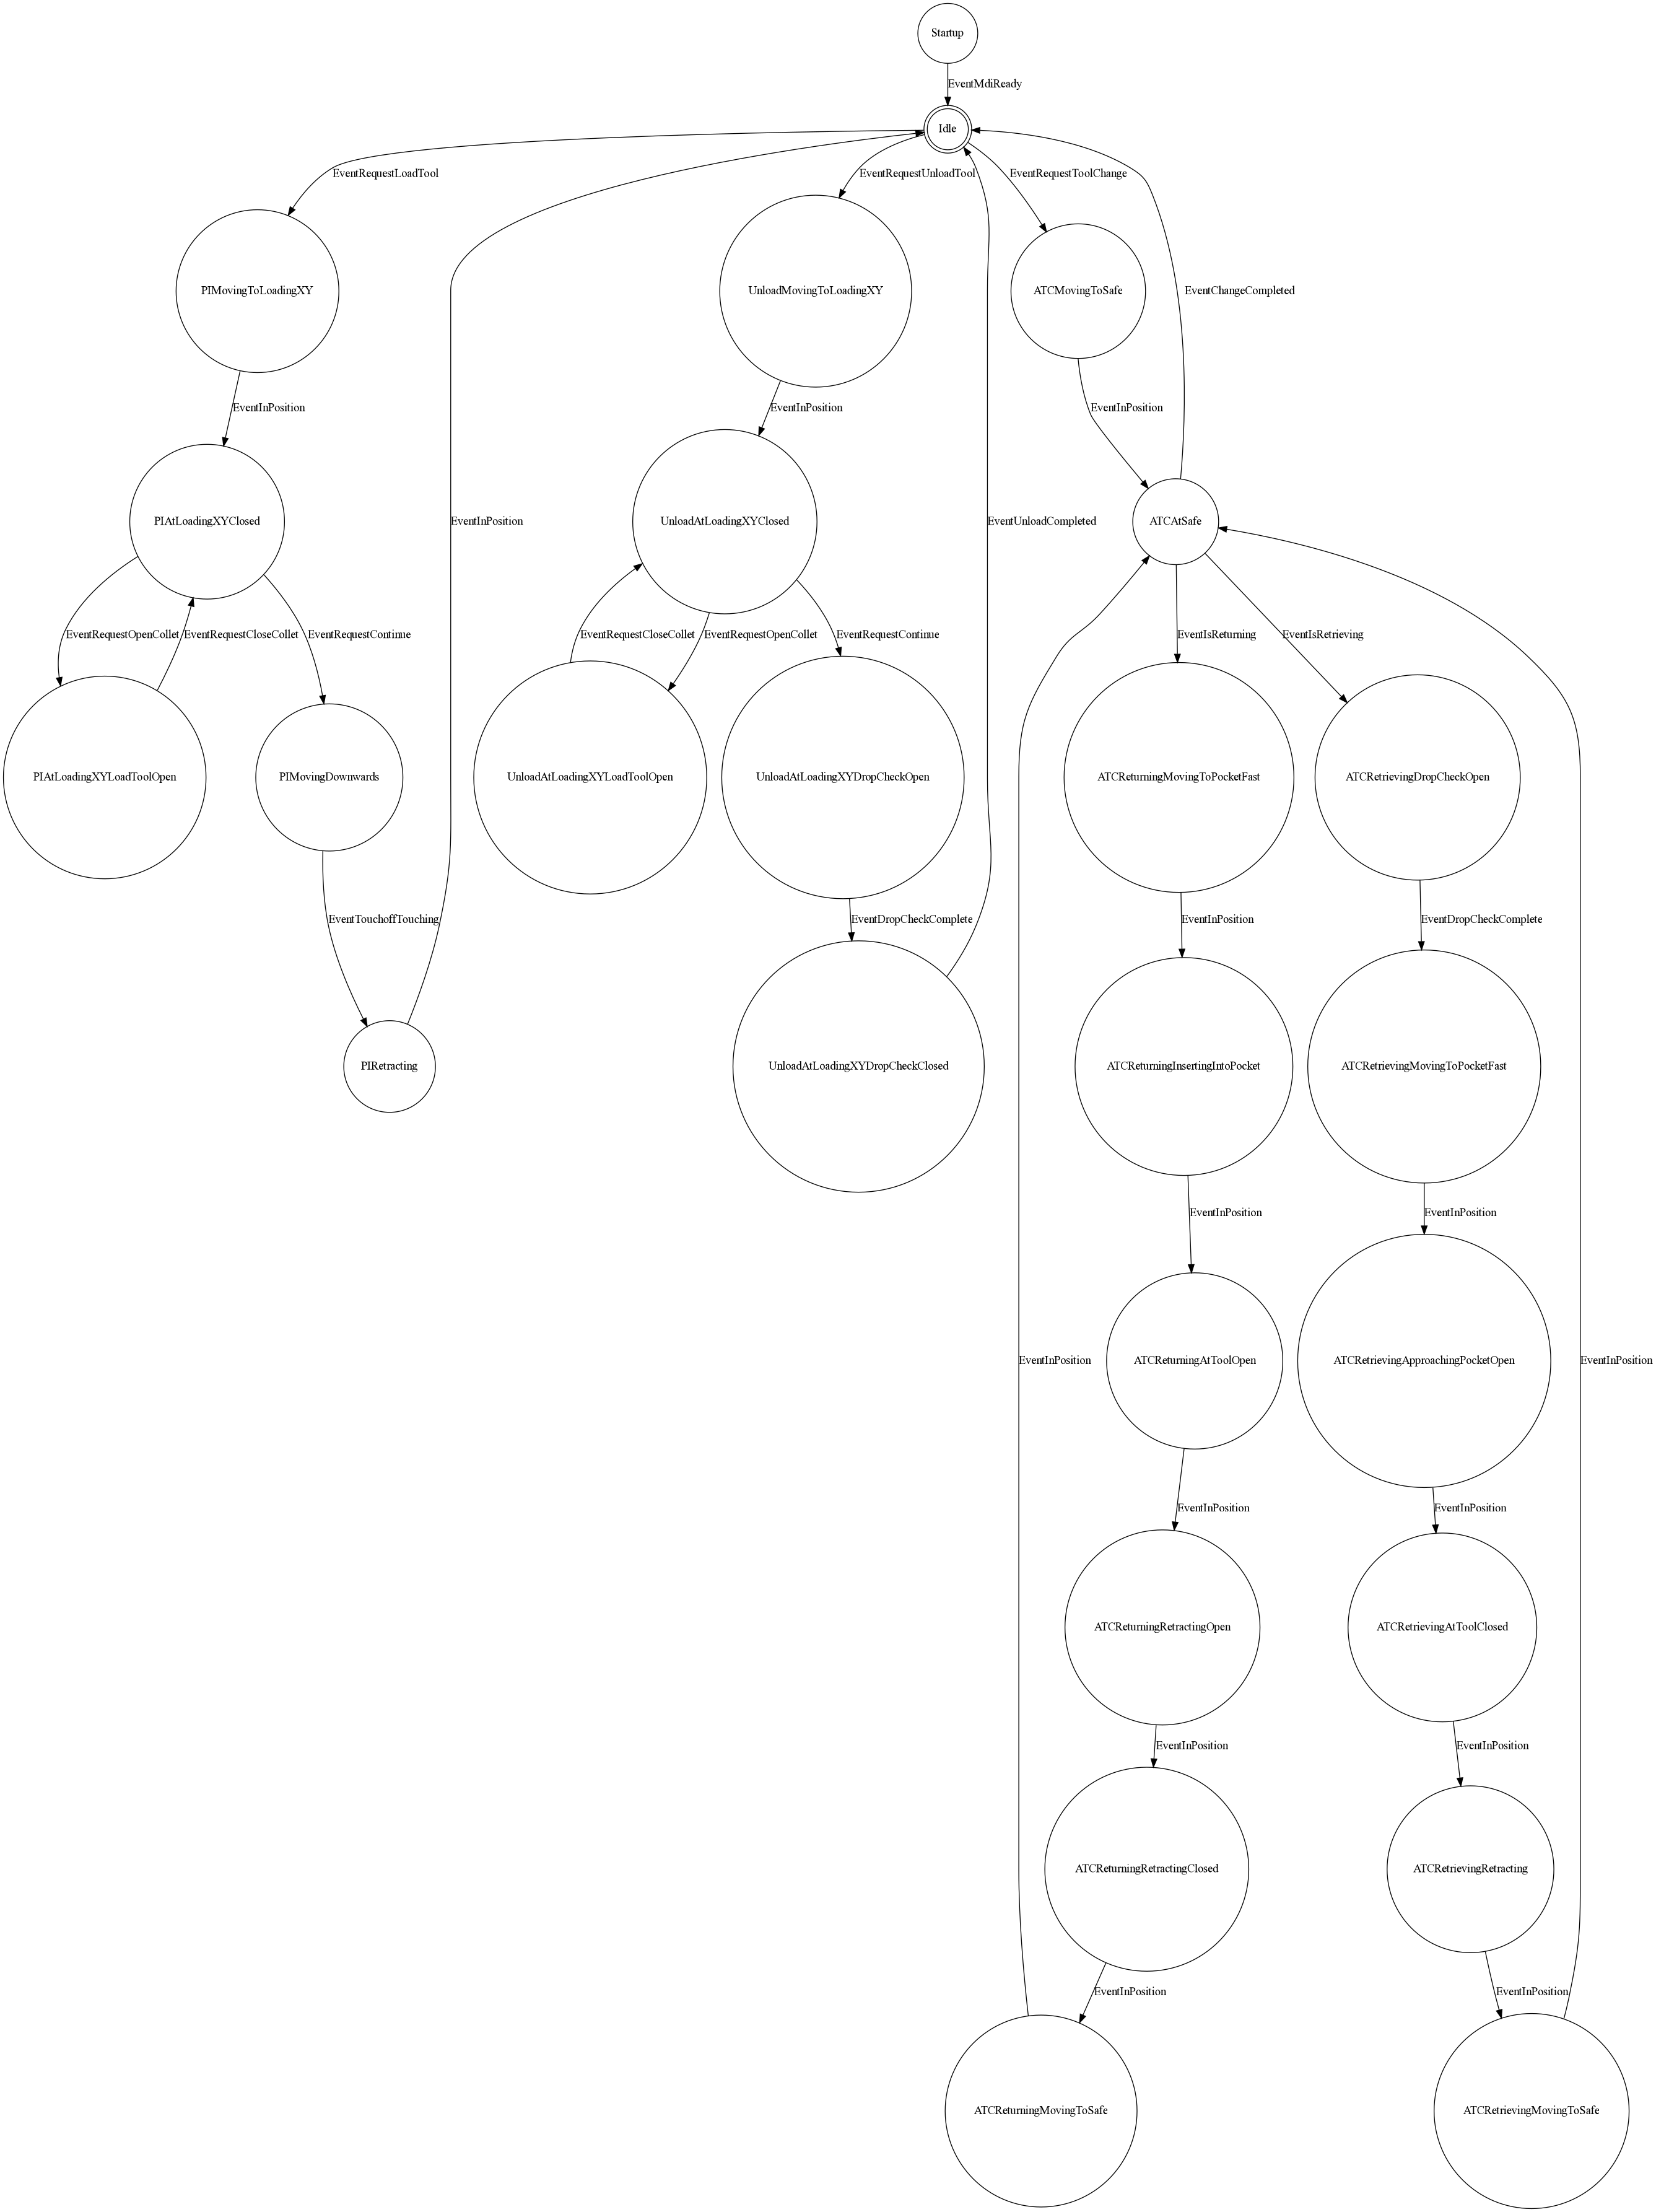 Startup
EventMdiReady
Idle
EventRequestLoadTool
EventRequestUnloadTool
EventRequestToolChange
PIMovingToLoadingXY
UnloadMovingToLoadingXY
ATCMovingToSafe
EventChangeCompleted
EventInPosition
EventInPosition
EventInPosition
PIAtLoadingXYClosed
EventInPosition
UnloadAtLoadingXYClosed
EventUnloadCompleted
ATCAtSafe
EventRequestOpenCollet
EventRequestCloseCollet
EventRequestContinue
EventRequestCloseCollet
EventRequestOpenCollet
EventRequestContinue
EventIsReturning
EventIsRetrieving
PIAtLoadingXYLoadToolOpen
PIMovingDownwards
UnloadAtLoadingXYLoadToolOpen
UnloadAtLoadingXYDropCheckOpen
ATCReturningMovingToPocketFast
ATCRetrievingDropCheckOpen
EventTouchoffTouching
EventDropCheckComplete
EventInPosition
EventDropCheckComplete
PIRetracting
UnloadAtLoadingXYDropCheckClosed
ATCReturningInsertingIntoPocket
ATCRetrievingMovingToPocketFast
EventInPosition
EventInPosition
EventInPosition
ATCReturningAtToolOpen
ATCRetrievingApproachingPocketOpen
EventInPosition
EventInPosition
EventInPosition
ATCReturningRetractingOpen
ATCRetrievingAtToolClosed
EventInPosition
EventInPosition
ATCReturningRetractingClosed
ATCRetrievingRetracting
EventInPosition
EventInPosition
ATCReturningMovingToSafe
ATCRetrievingMovingToSafe